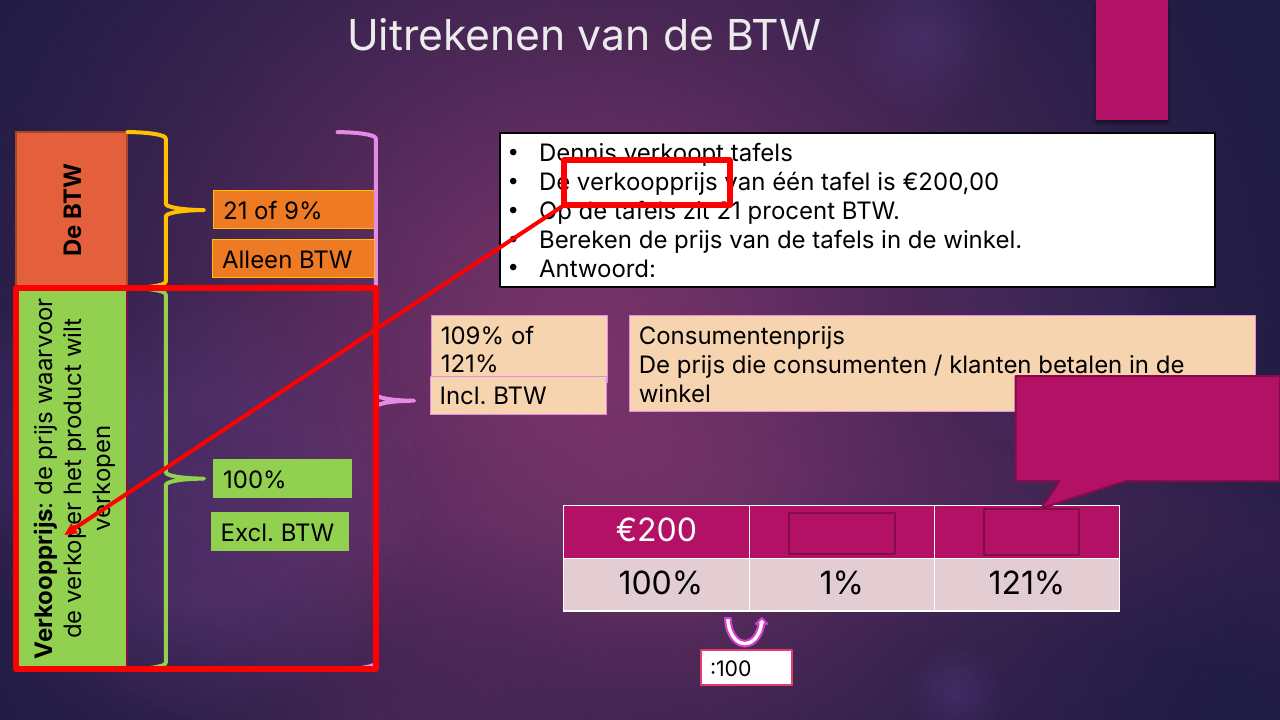 Uitrekenen van de BTW
De BTW
21 of 9%
Alleen BTW
• Dennis verkoopt tafels
• De verkoopprijs van één tafel is €200,00
• Op de tafels zit 21 procent BTW.
• Bereken de prijs van de tafels in de winkel.
• Antwoord:
109% of
121%
Incl. BTW
Consumentenprijs
De prijs die consumenten / klanten betalen in de
winkel
Verkoopprijs: de prijs waarvoor
de verkoper het product wilt
verkopen
100%
Excl. BTW
€200
100% 1% 121%
:100